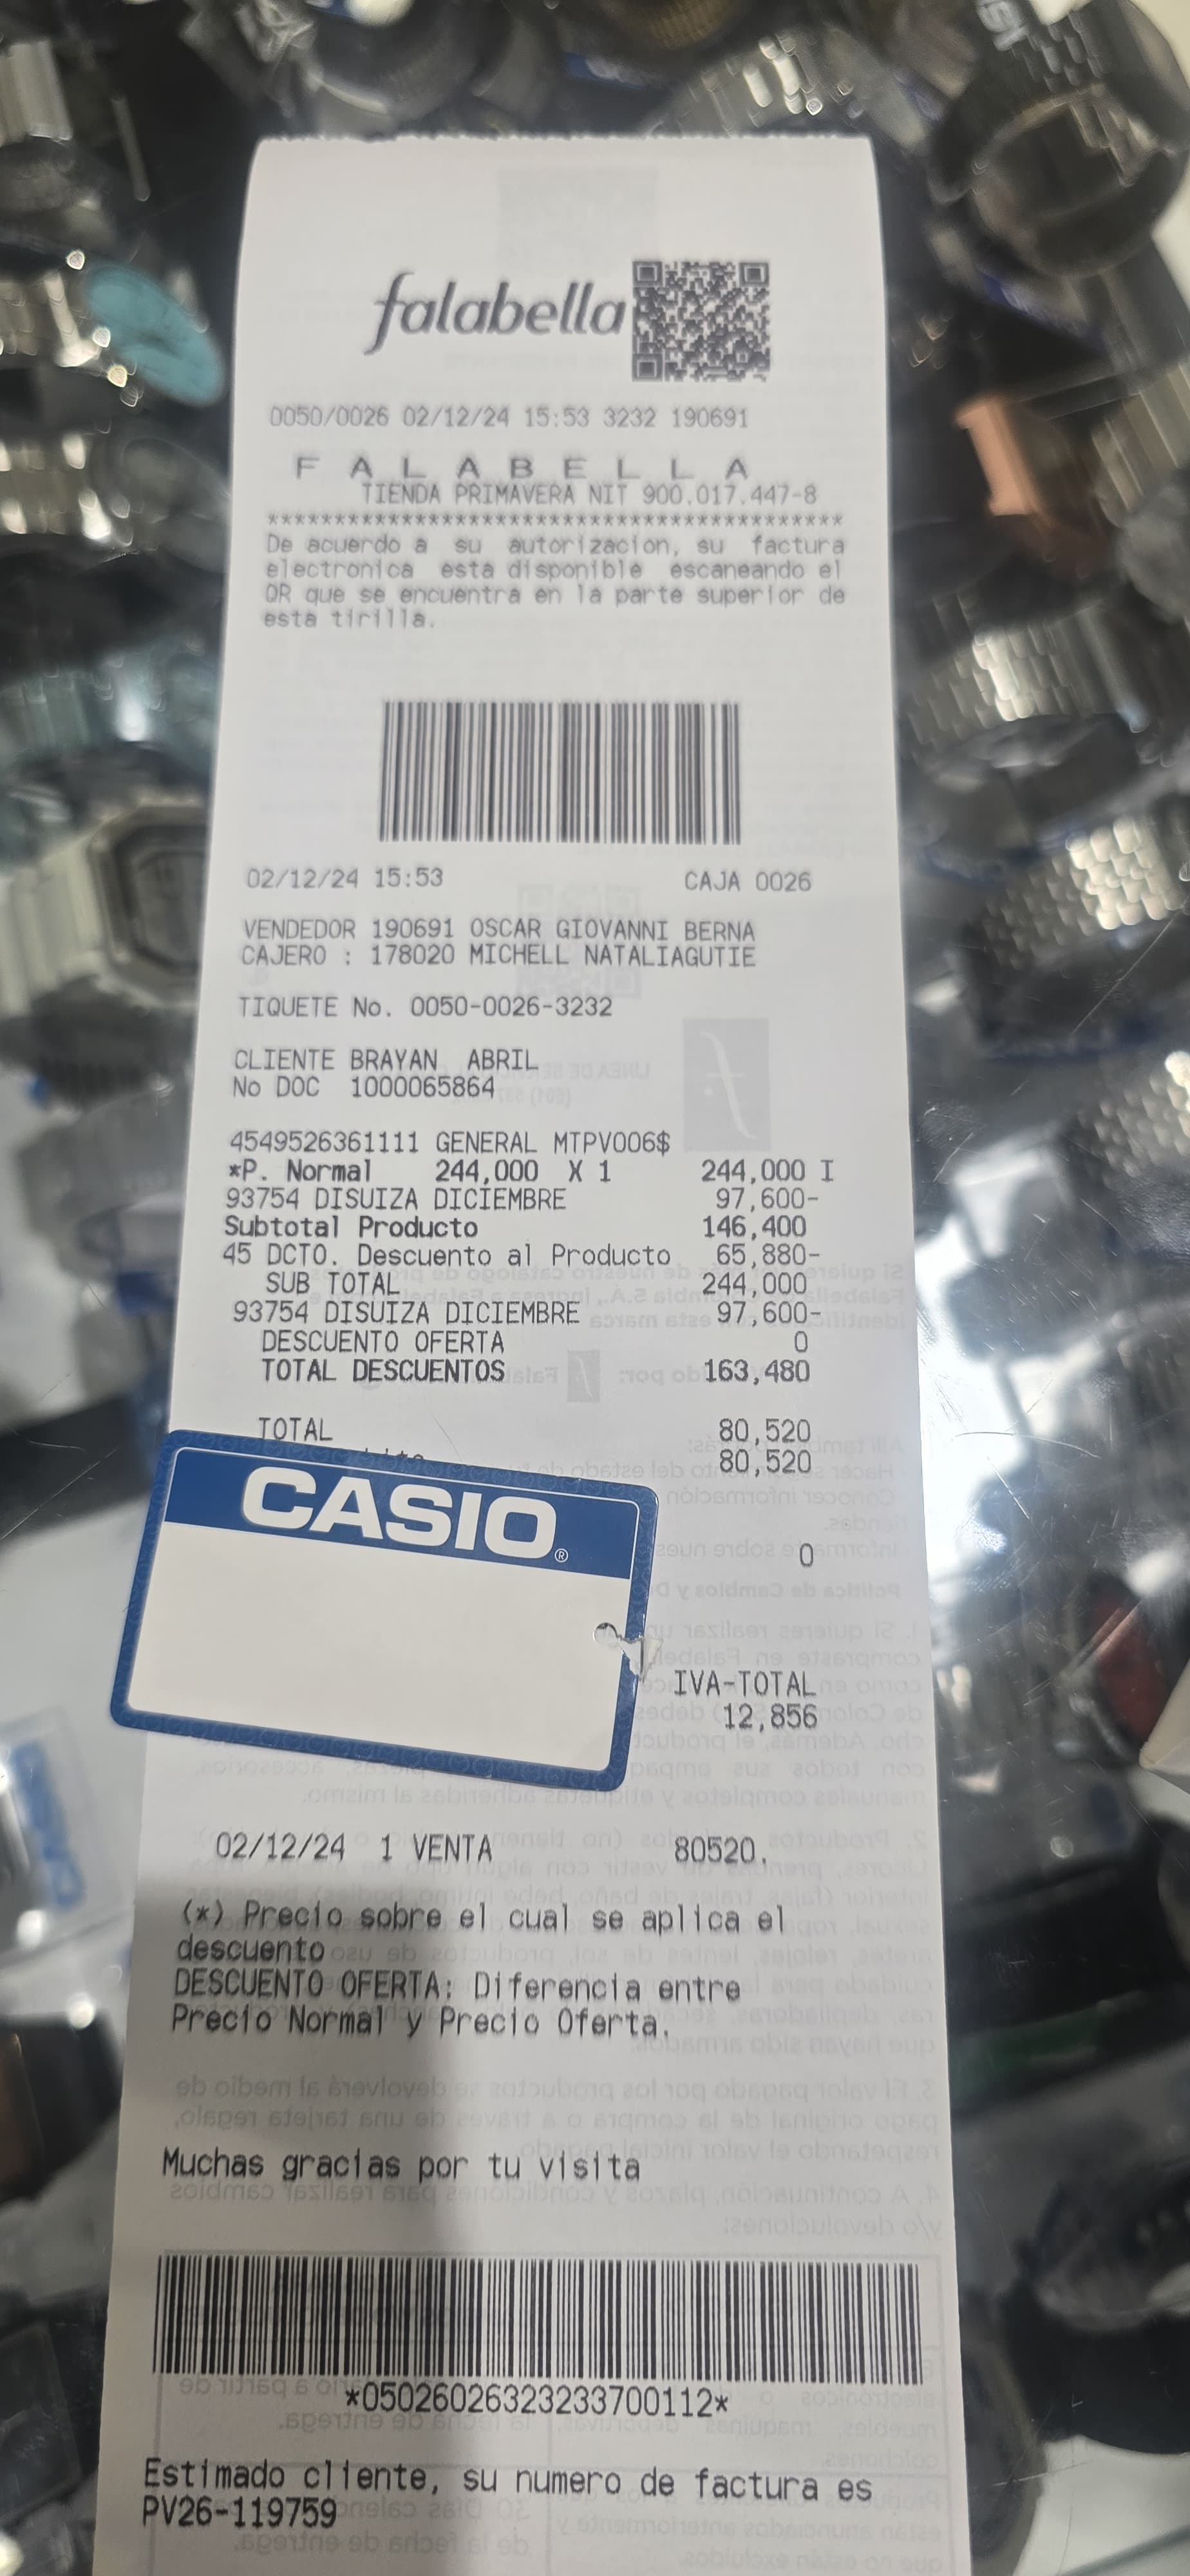 falabella
0050/0026 02/12/24 15:53 3232 190691
F A L A B E L L A
TIENDA PRIMAVERA NIT 900.017.447-8
*******************************************
De acuerdo a su autorizacion, su factura
electronica esta disponible escaneando el
QR que se encuentra en la parte superior de
esta tirilla.
02/12/24 15:53 CAJA 0026
VENDEDOR 190691 OSCAR GIOVANNI BERNA
CAJERO : 178020 MICHELL NATALIAGUTIE
TIQUETE No. 0050-0026-3232
CLIENTE BRAYAN ABRIL
No DOC 1000065864
4549526361111 GENERAL MTPV006$
*P. Normal 244,000 X 1 244,000 I
93754 DISUIZA DICIEMBRE 97,600-
Subtotal Producto 146,400
45 DCTO. Descuento al Producto 65,880-
SUB TOTAL 244,000
93754 DISUIZA DICIEMBRE 97,600-
DESCUENTO OFERTA 0
TOTAL DESCUENTOS 163,480
TOTAL 80,520
80,520
CASIO®
0
IVA-TOTAL
12,856
02/12/24 1 VENTA 80520.
(*) Precio sobre el cual se aplica el
descuento
DESCUENTO OFERTA: Diferencia entre
Precio Normal y Precio Oferta.
Muchas gracias por tu visita
*050260263232337​00112*
Estimado cliente, su numero de factura es
PV26-119759